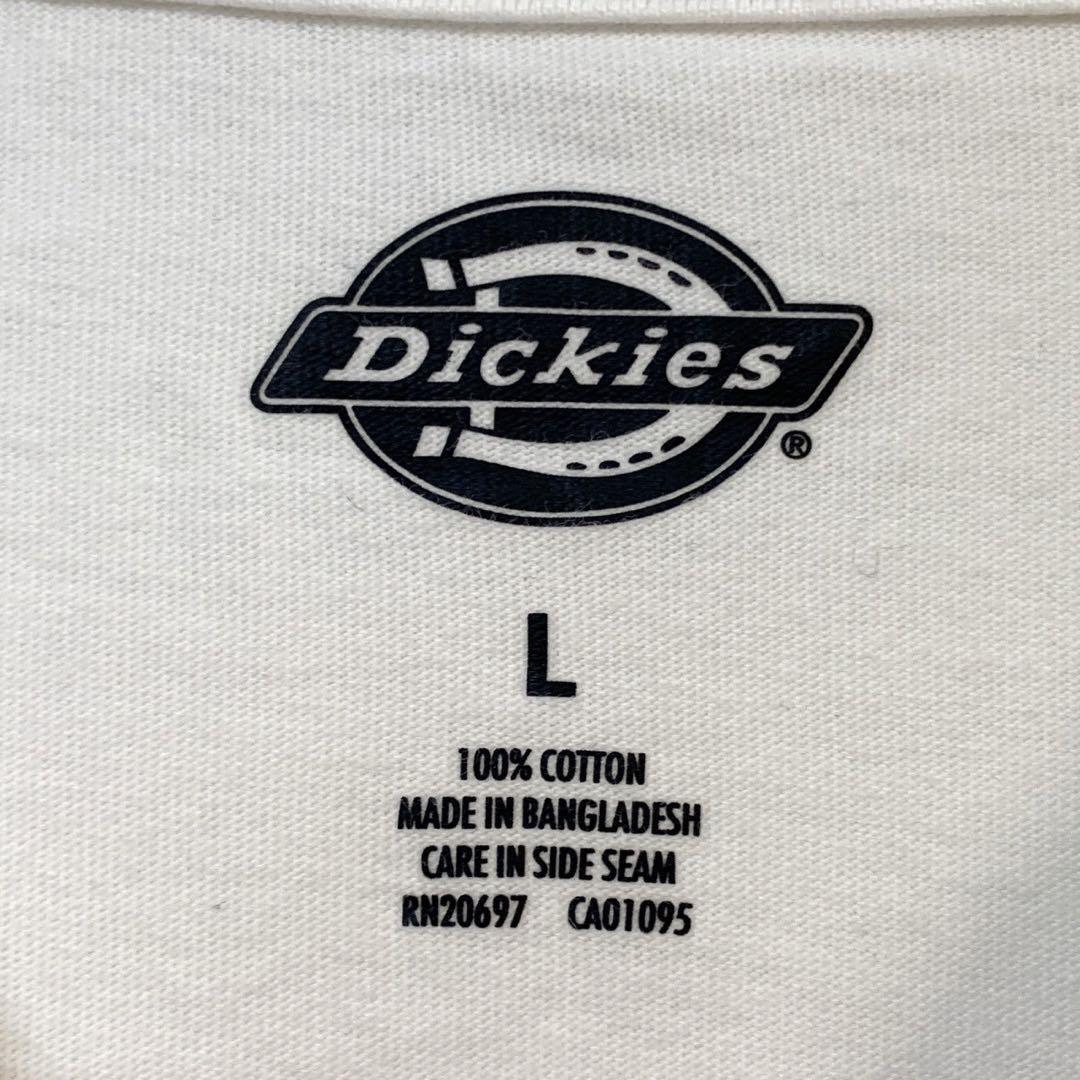 Dickies
®
L
100% COTTON
MADE IN BANGLADESH
CARE IN SIDE SEAM
RN20697 CA01095